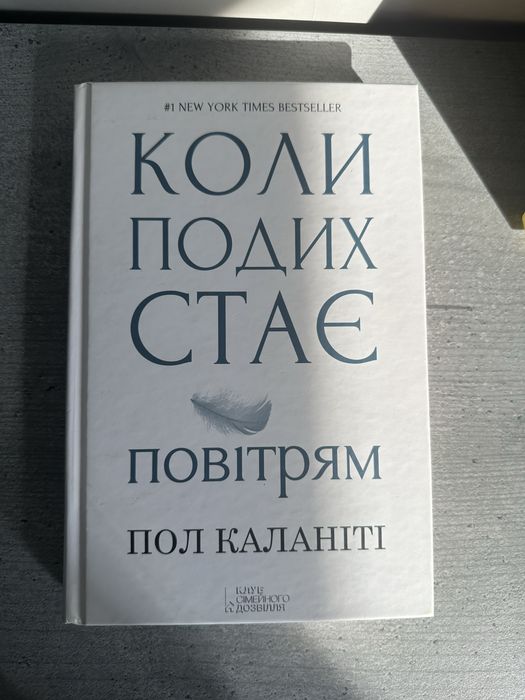 #1 NEW YORK TIMES BESTSELLER
КОЛИ
ПОДИХ
СТАЄ
ПОВІТРЯМ
ПОЛ КАЛАНІТІ
КЛУБ
СІМЕЙНОГО
ДОЗВІЛЛЯ